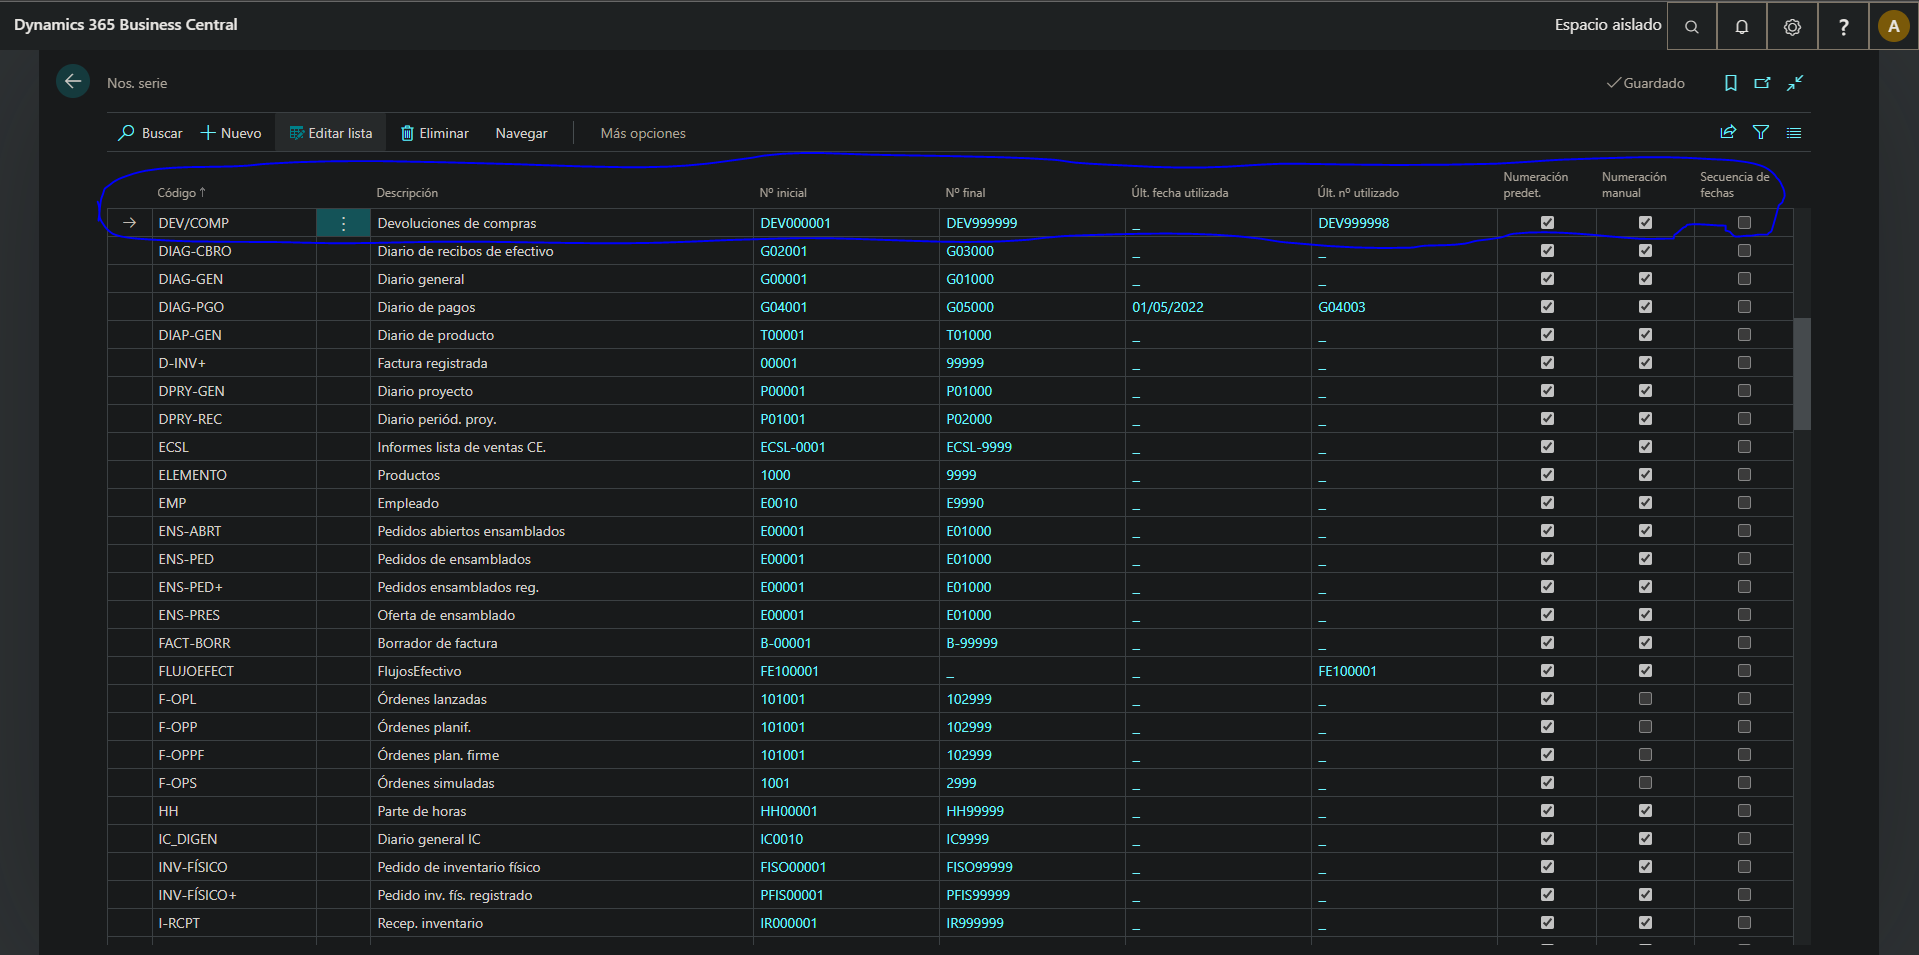 Dynamics 365 Business Central
Espacio aislado
?
A
Nos. serie
Guardado
Buscar
Nuevo
Editar lista
Eliminar
Navegar
Más opciones
Código ↑ Descripción Nº inicial Nº final Últ. fecha utilizada Últ. nº utilizado Numeración predet. Numeración manual Secuencia de fechas
→ DEV/COMP ⋮ Devoluciones de compras DEV000001 DEV999999 _ DEV999998
DIAG-CBRO Diario de recibos de efectivo G02001 G03000 _ _
DIAG-GEN Diario general G00001 G01000 _ _
DIAG-PGO Diario de pagos G04001 G05000 01/05/2022 G04003
DIAP-GEN Diario de producto T00001 T01000 _ _
D-INV+ Factura registrada 00001 99999 _ _
DPRY-GEN Diario proyecto P00001 P01000 _ _
DPRY-REC Diario periód. proy. P01001 P02000 _ _
ECSL Informes lista de ventas CE. ECSL-0001 ECSL-9999 _ _
ELEMENTO Productos 1000 9999 _ _
EMP Empleado E0010 E9990 _ _
ENS-ABRT Pedidos abiertos ensamblados E00001 E01000 _ _
ENS-PED Pedidos de ensamblados E00001 E01000 _ _
ENS-PED+ Pedidos ensamblados reg. E00001 E01000 _ _
ENS-PRES Oferta de ensamblado E00001 E01000 _ _
FACT-BORR Borrador de factura B-00001 B-99999 _ _
FLUJOEFECT FlujosEfectivo FE100001 _ _ FE100001
F-OPL Órdenes lanzadas 101001 102999 _ _
F-OPP Órdenes planif. 101001 102999 _ _
F-OPPF Órdenes plan. firme 101001 102999 _ _
F-OPS Órdenes simuladas 1001 2999 _ _
HH Parte de horas HH00001 HH99999 _ _
IC_DIGEN Diario general IC IC0010 IC9999 _ _
INV-FÍSICO Pedido de inventario físico FISO00001 FISO99999 _ _
INV-FÍSICO+ Pedido inv. fís. registrado PFIS00001 PFIS99999 _ _
I-RCPT Recep. inventario IR000001 IR999999 _ _